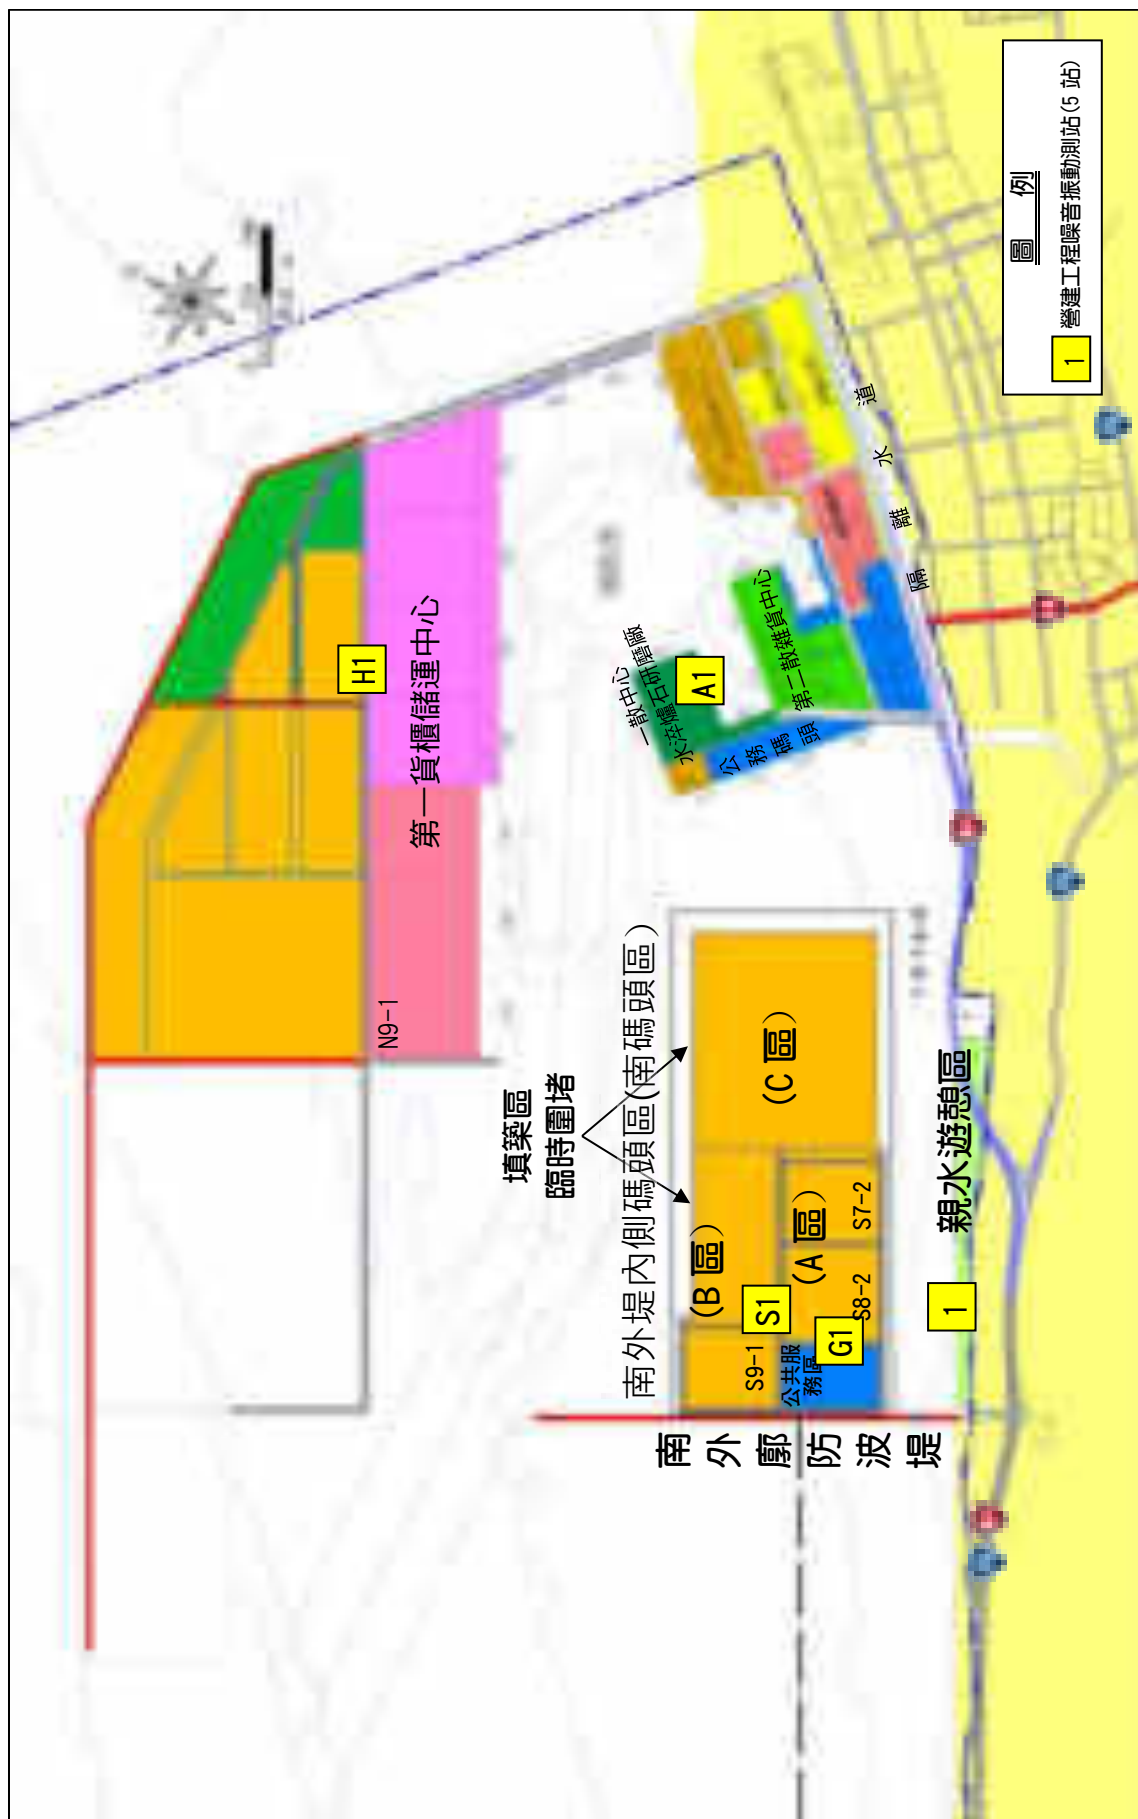 圖 例
1 營建工程噪音振動測站(5 站)
H1
第一貨櫃儲運中心
N9-1
填築區
臨時圍堵
南外堤內側碼頭區(南碼頭區)
(B 區)
(C 區)
(A 區)
S7-2
S8-2
S9-1
S1
G1
公共服
務區
南外廓防波堤
親水遊憩區
1
一散中心
水淬爐石研磨廠
A1
第二散雜貨中心
公務碼頭
隔離水道